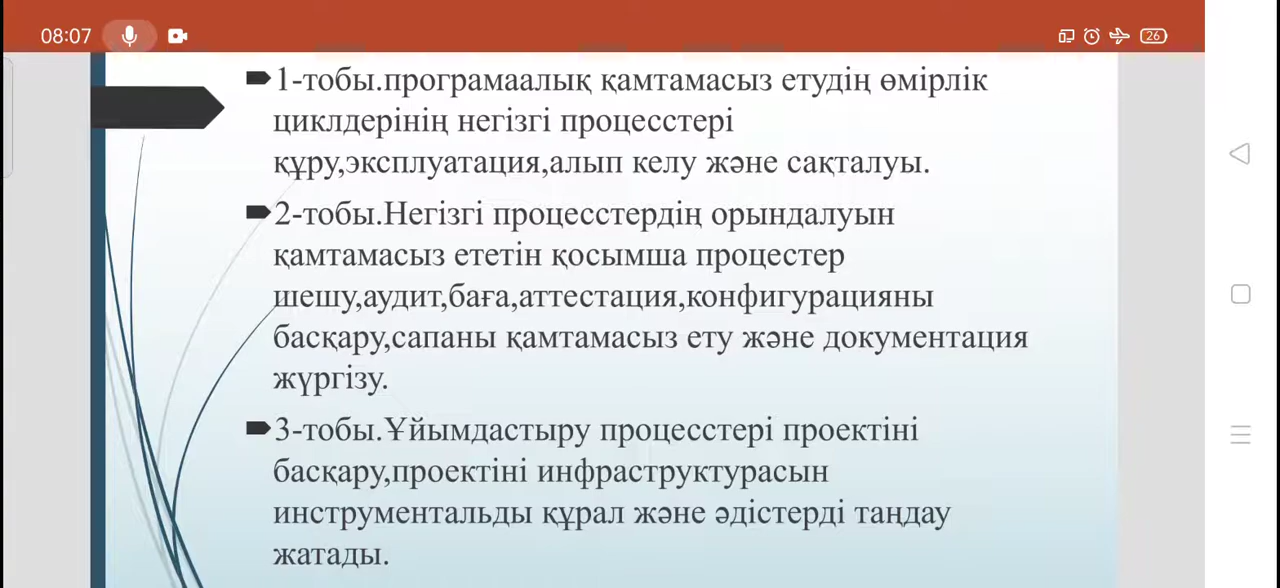 08:07
26
1-тобы.програмаалық қамтамасыз етудің өмірлік
циклдерінің негізгі процесстері
құру,эксплуатация,алып келу және сақталуы.
2-тобы.Негізгі процесстердің орындалуын
қамтамасыз ететін қосымша процестер
шешу,аудит,баға,аттестация,конфигурацияны
басқару,сапаны қамтамасыз ету және документация
жүргізу.
3-тобы.Ұйымдастыру процесстері проектіні
басқару,проектіні инфраструктурасын
инструментальды құрал және әдістерді таңдау
жатады.